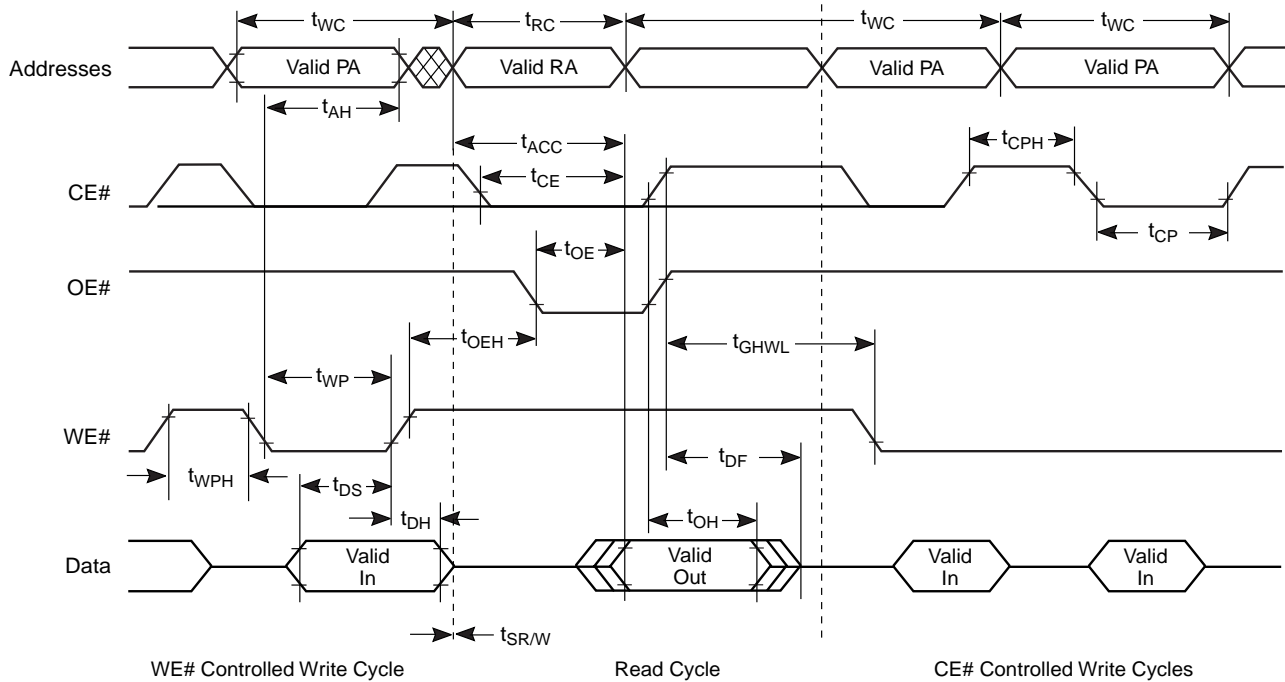 tWC
tRC
tWC
tWC
Addresses
Valid PA
Valid RA
Valid PA
Valid PA
tAH
tACC
tCPH
tCE
CE#
tCP
tOE
OE#
tOEH
tGHWL
tWP
WE#
tDF
tWPH
tDS
tDH
tOH
Data
Valid
In
Valid
Out
Valid
In
Valid
In
tSR/W
WE# Controlled Write Cycle
Read Cycle
CE# Controlled Write Cycles